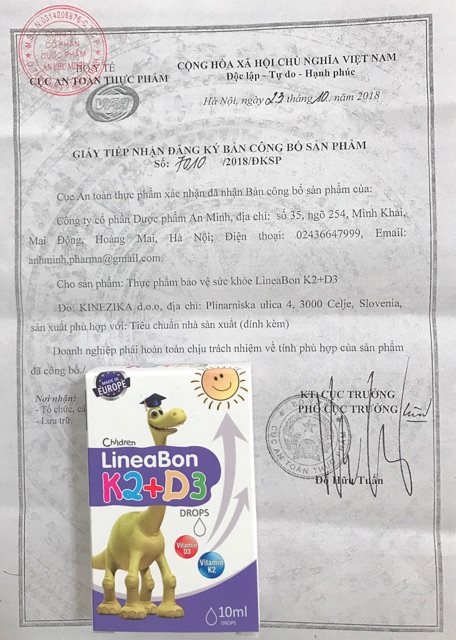 BỘ Y TẾ
CỤC AN TOÀN THỰC PHẨM
CỘNG HÒA XÃ HỘI CHỦ NGHĨA VIỆT NAM
Độc lập - Tự do - Hạnh phúc
VFA
Hà Nội, ngày 23 tháng 10 năm 2018
GIẤY TIẾP NHẬN ĐĂNG KÝ BẢN CÔNG BỐ SẢN PHẨM
Số: 7010 /2018/ĐKSP
Cục An toàn thực phẩm xác nhận đã nhận Bản công bố sản phẩm của:
Công ty cổ phần Dược phẩm An Minh, địa chỉ: số 35, ngõ 254, Minh Khai,
Mai Động, Hoàng Mai, Hà Nội; Điện thoại: 02436647999, Email:
anhminh.pharma@gmail.com
Cho sản phẩm: Thực phẩm bảo vệ sức khỏe LineaBon K2+D3
Do: KINEZIKA d.o.o, địa chỉ: Plinarniska ulica 4, 3000 Celje, Slovenia,
sản xuất phù hợp với: Tiêu chuẩn nhà sản xuất (đính kèm)
Doanh nghiệp phải hoàn toàn chịu trách nhiệm về tính phù hợp của sản phẩm
đã công bố./.
Nơi nhận:
- Tổ chức, cá
- Lưu trữ.
KT. CỤC TRƯỞNG
PHÓ CỤC TRƯỞNG
CỤC AN TOÀN
Đỗ Hữu Tuấn
MADE IN
EUROPE
Children
LineaBon
K2+D3
DROPS
Vitamin
D3
Vitamin
K2
10ml
DROPS